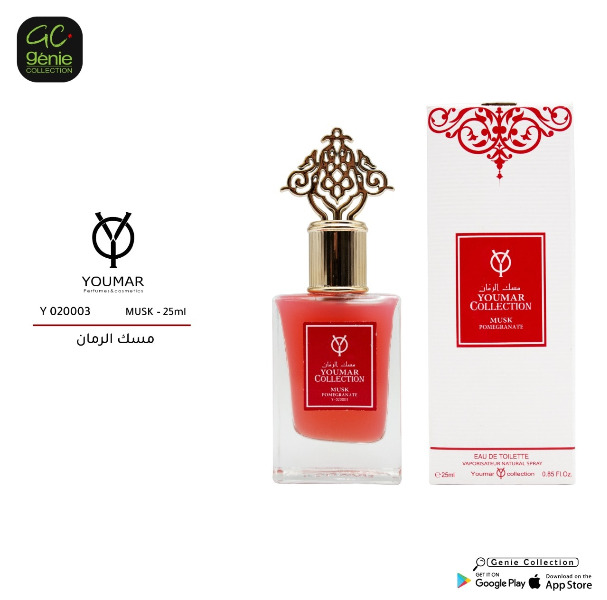 GC
génie
COLLECTION
YOUMAR
Perfumes & cosmetics
Y 020003 MUSK - 25ml
مسك الرمان
مسك الرمان
YOUMAR
COLLECTION
MUSK
POMEGRANATE
Y-020003
مسك الرمان
YOUMAR
COLLECTION
MUSK
POMEGRANATE
EAU DE TOILETTE
VAPORISATEUR NATURAL SPRAY
℮25ml Youmar collection 0.85 Fl.Oz.
Genie Collection
GET IT ON
Google Play
Download on the
App Store